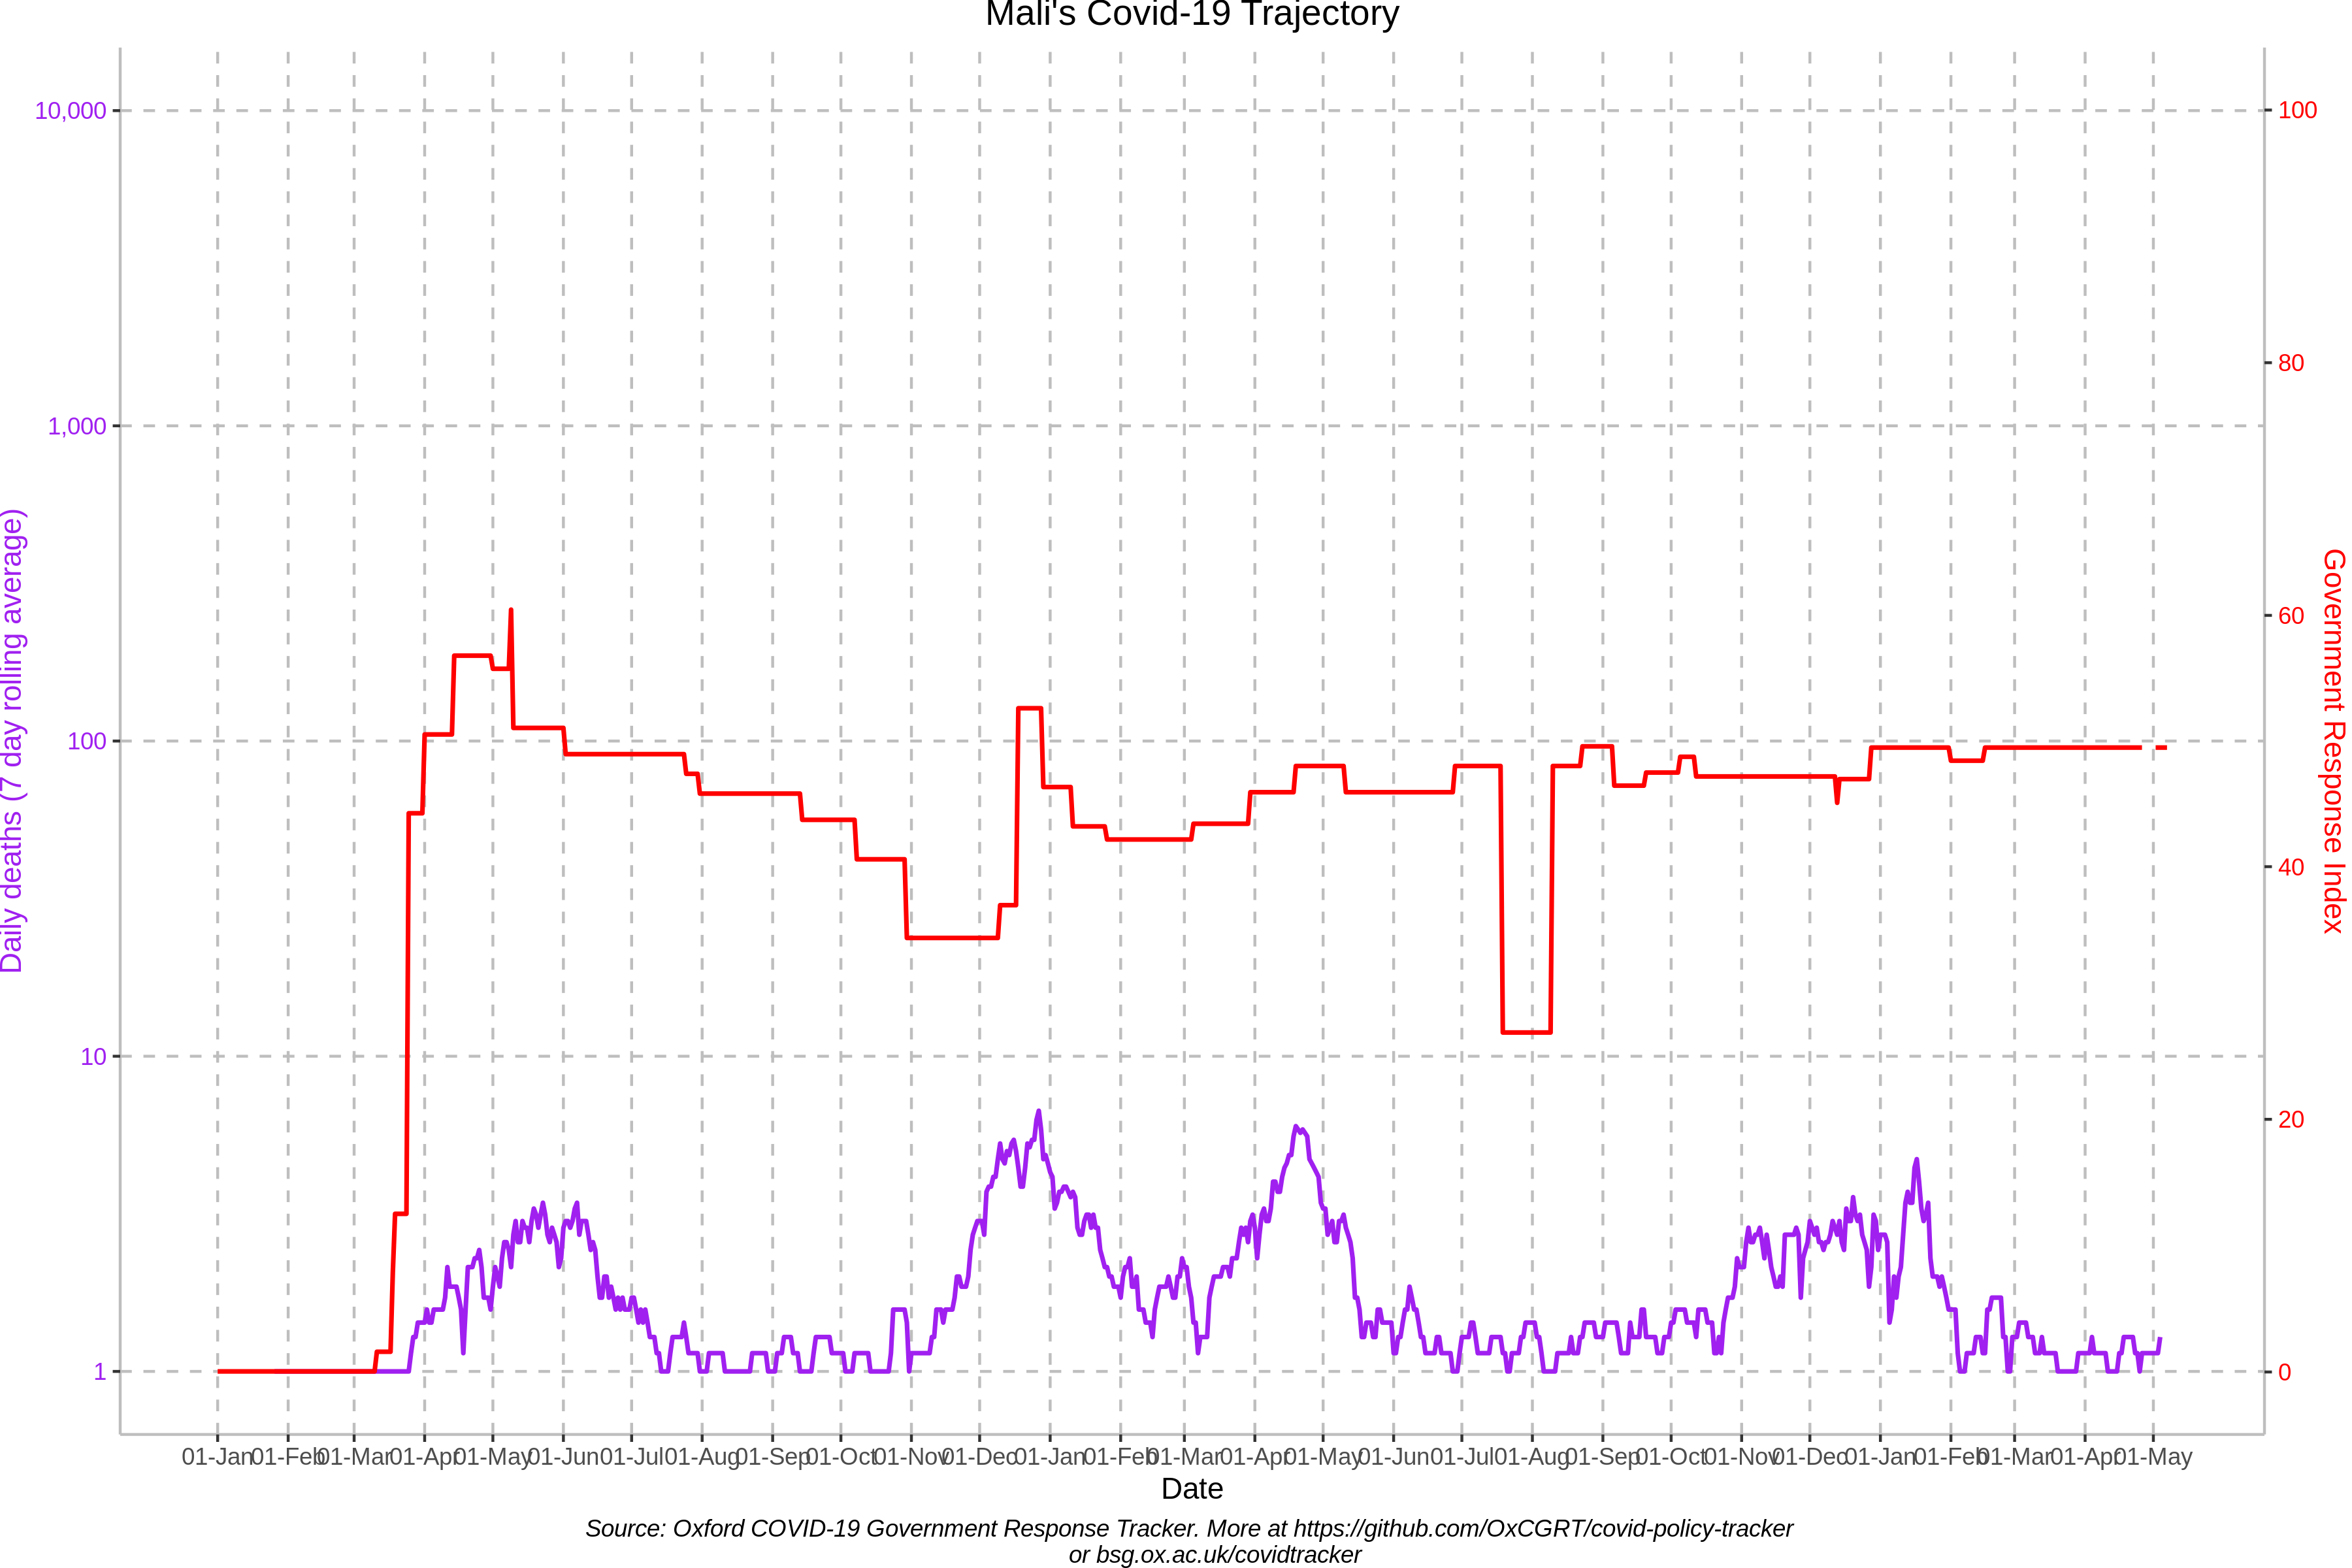 Mali's Covid-19 Trajectory
10,000
1,000
100
10
1
Daily deaths (7 day rolling average)
100
80
60
40
20
0
Government Response Index
01-Jan 01-Feb 01-Mar 01-Apr 01-May 01-Jun 01-Jul 01-Aug 01-Sep 01-Oct 01-Nov 01-Dec 01-Jan 01-Feb 01-Mar 01-Apr 01-May 01-Jun 01-Jul 01-Aug 01-Sep 01-Oct 01-Nov 01-Dec 01-Jan 01-Feb 01-Mar 01-Apr 01-May
Date
Source: Oxford COVID-19 Government Response Tracker. More at https://github.com/OxCGRT/covid-policy-tracker
or bsg.ox.ac.uk/covidtracker